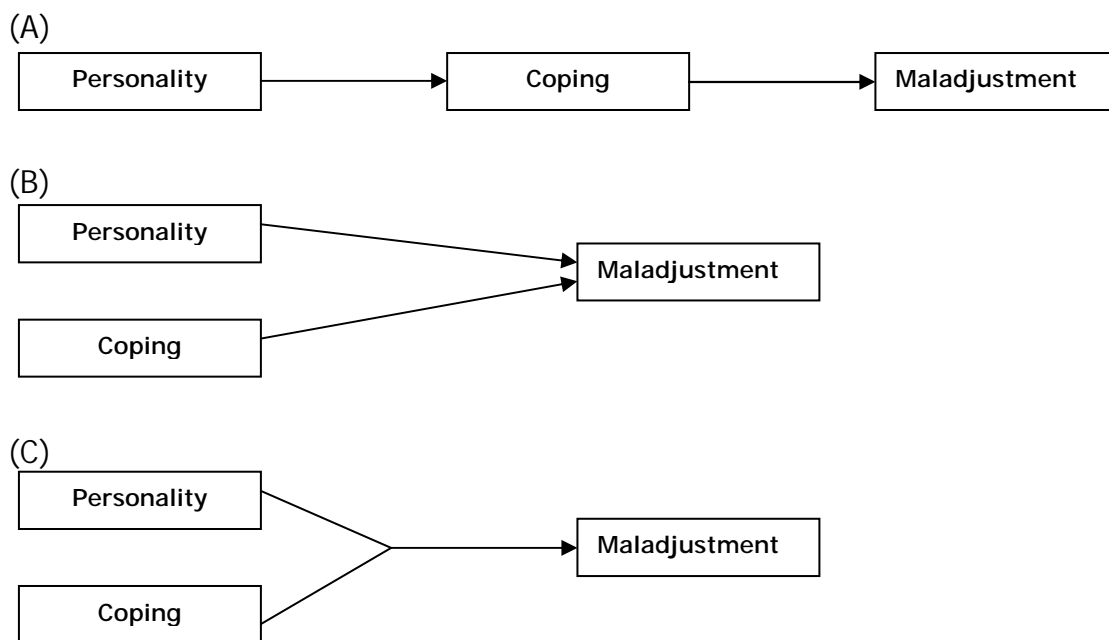 (A)
Personality Coping Maladjustment
(B)
Personality
Maladjustment
Coping
(C)
Personality
Maladjustment
Coping